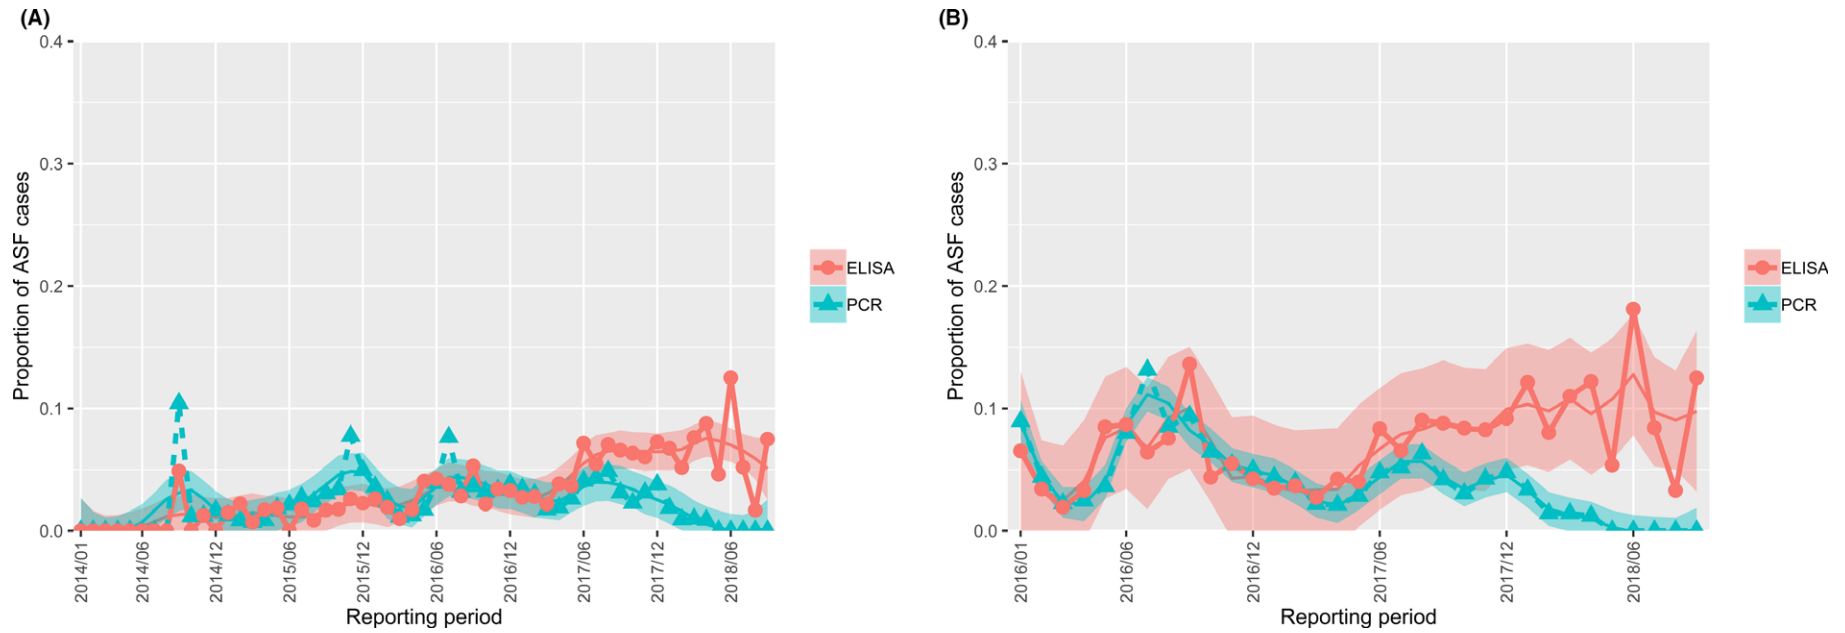 (A)
Proportion of ASF cases
0.4
0.3
0.2
0.1
0.0
2014/01
2014/06
2014/12
2015/06
2015/12
2016/06
2016/12
2017/06
2017/12
2018/06
Reporting period
ELISA
PCR
(B)
Proportion of ASF cases
0.4
0.3
0.2
0.1
0.0
2016/01
2016/06
2016/12
2017/06
2017/12
2018/06
Reporting period
ELISA
PCR